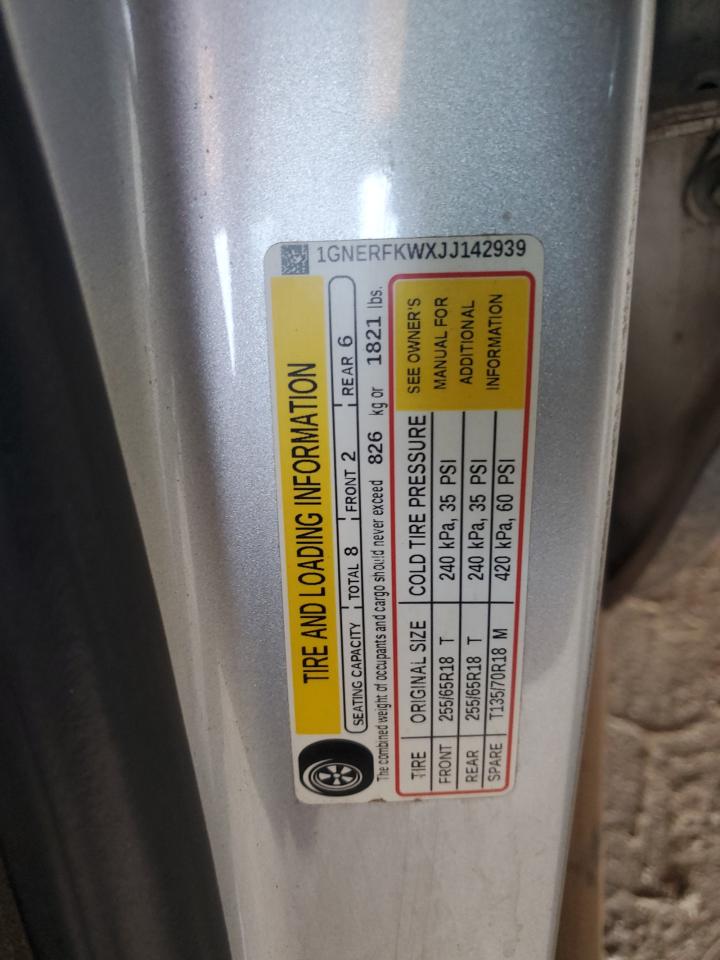 1GNERFKWXJJ142939
TIRE AND LOADING INFORMATION
SEATING CAPACITY TOTAL 8 FRONT 2 REAR 6
The combined weight of occupants and cargo should never exceed 826 kg or 1821 lbs.
TIRE ORIGINAL SIZE COLD TIRE PRESSURE
FRONT 255/65R18 T 240 kPa, 35 PSI
REAR 255/65R18 T 240 kPa, 35 PSI
SPARE T135/70R18 M 420 kPa, 60 PSI
SEE OWNER'S
MANUAL FOR
ADDITIONAL
INFORMATION